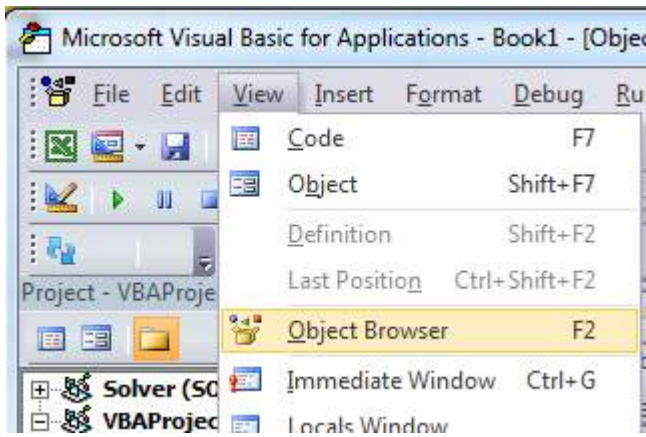 Microsoft Visual Basic for Applications - Book1 - [Objec
File Edit View Insert Format Debug Ru
Code F7
Object Shift+F7
Definition Shift+F2
Last Position Ctrl+Shift+F2
Project - VBAProje
Object Browser F2
Immediate Window Ctrl+G
Solver (SO
Locals Window
VBAProjec